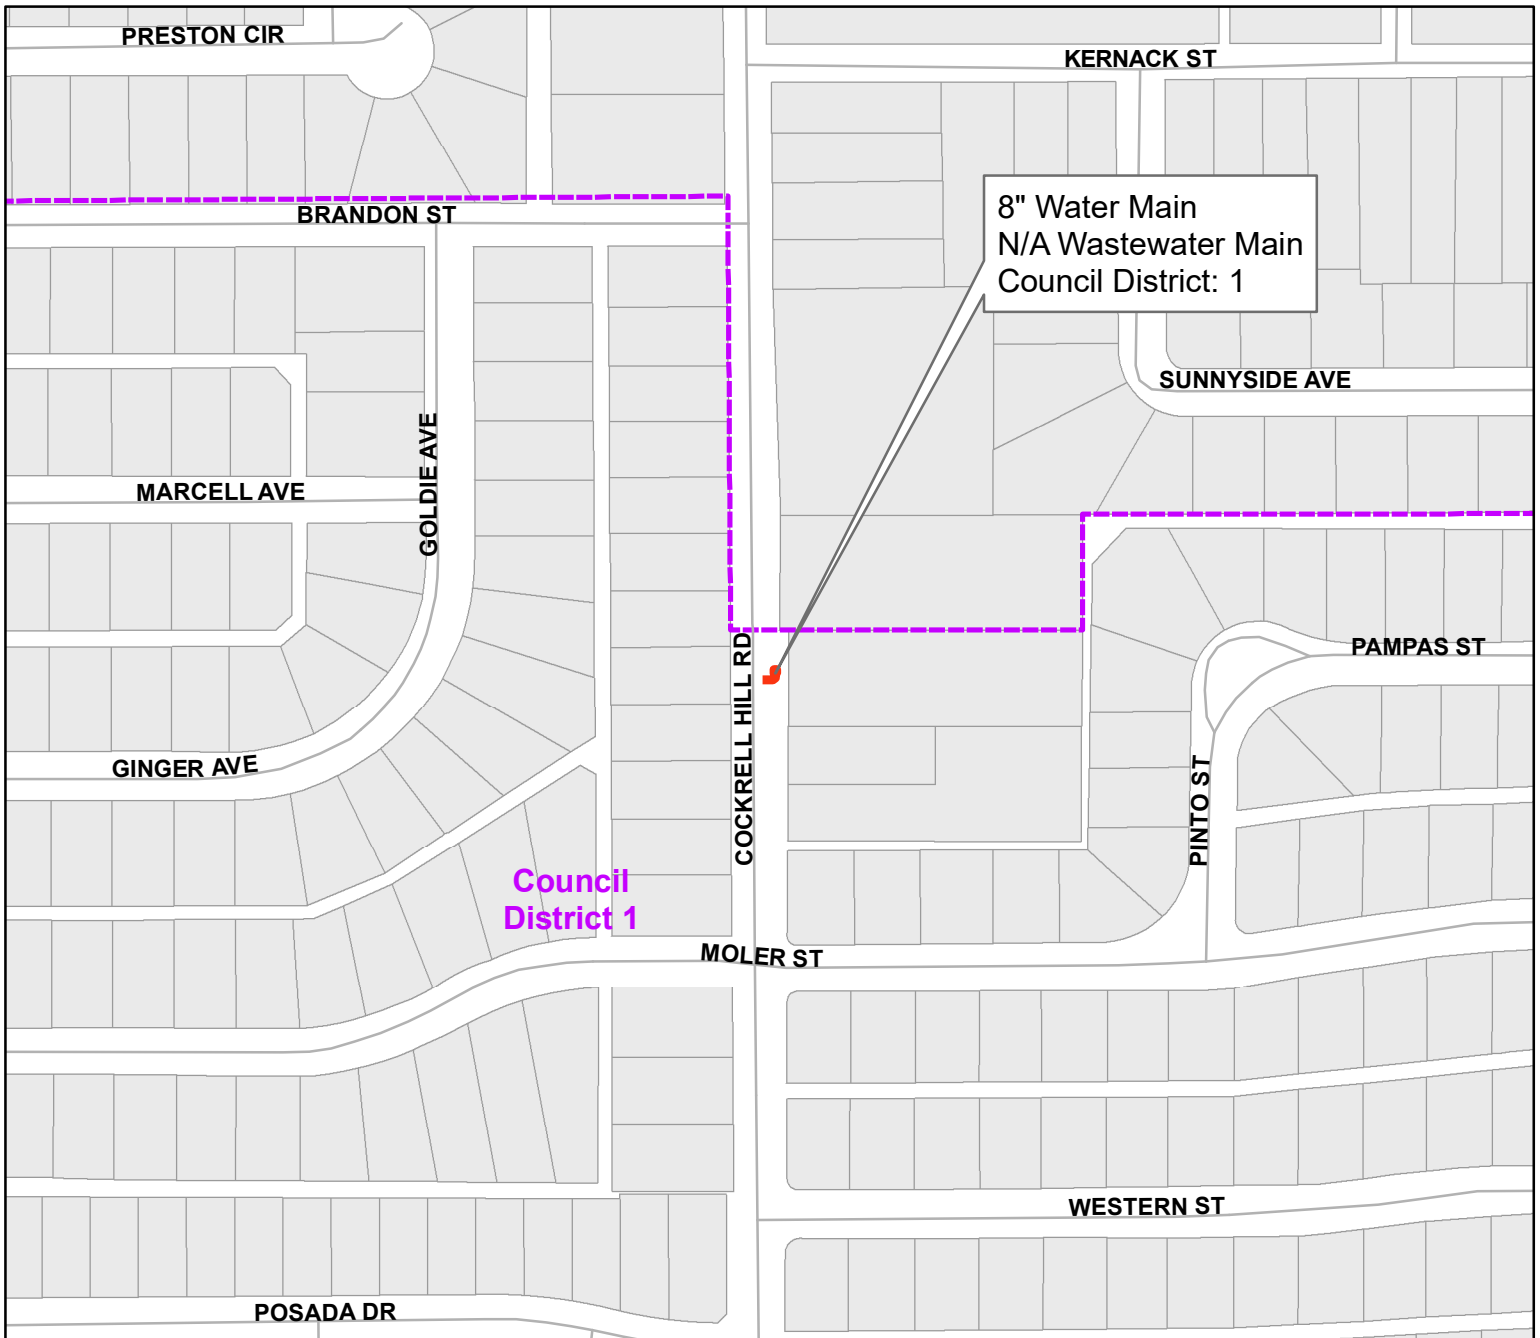 PRESTON CIR
KERNACK ST
BRANDON ST
8" Water Main
N/A Wastewater Main
Council District: 1
SUNNYSIDE AVE
GOLDIE AVE
MARCELL AVE
COCKRELL HILL RD
PAMPAS ST
GINGER AVE
PINTO ST
Council
District 1
MOLER ST
WESTERN ST
POSADA DR